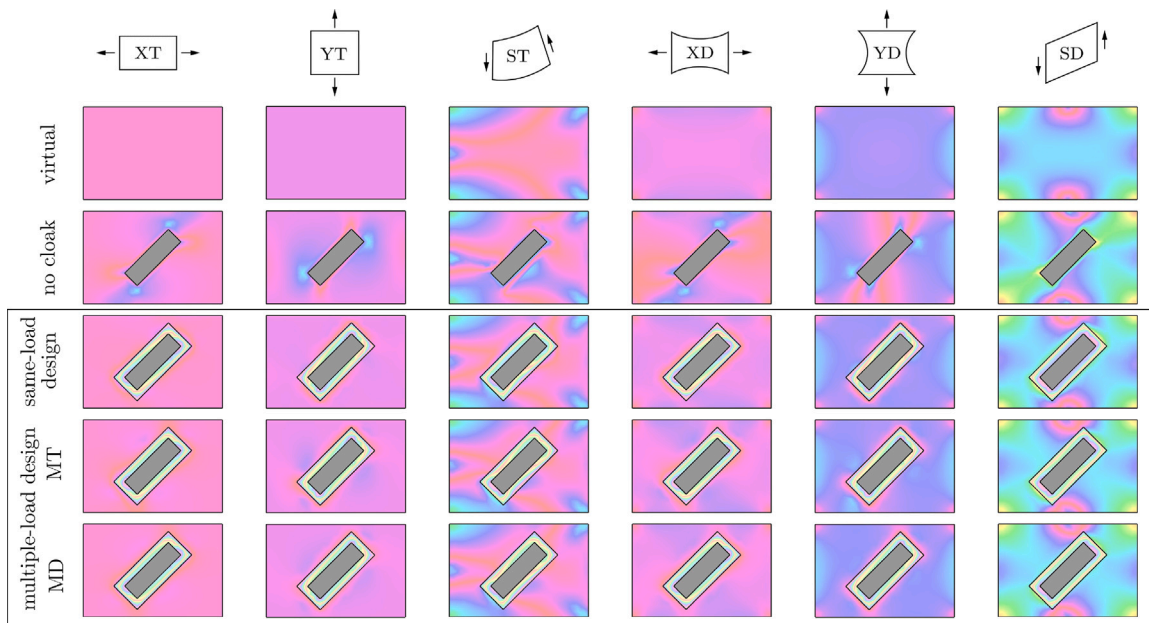 XT
YT
ST
XD
YD
SD
virtual
no cloak
same-load
design
multiple-load design
MT
MD